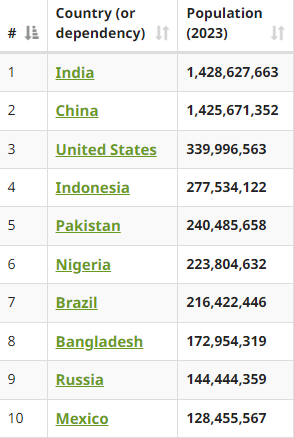 # Country (or dependency) Population (2023)
1 India 1,428,627,663
2 China 1,425,671,352
3 United States 339,996,563
4 Indonesia 277,534,122
5 Pakistan 240,485,658
6 Nigeria 223,804,632
7 Brazil 216,422,446
8 Bangladesh 172,954,319
9 Russia 144,444,359
10 Mexico 128,455,567